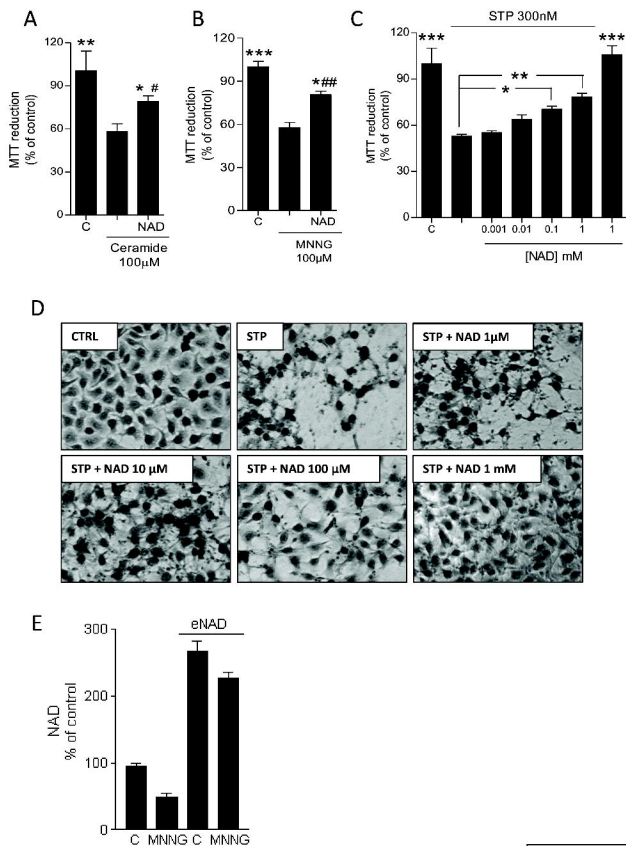 A
B
C
120
90
60
30
0
MTT reduction
(% of control)
**
* #
C
-
NAD
Ceramide
100µM
120
90
60
30
0
MTT reduction
(% of control)
***
*##
C
-
NAD
MNNG
100µM
STP 300nM
120
90
60
30
0
MTT reduction
(% of control)
***
**
*
***
C
-
0.001
0.01
0.1
1
1
[NAD] mM
D
CTRL
STP
STP + NAD 1µM
STP + NAD 10 µM
STP + NAD 100 µM
STP + NAD 1 mM
E
eNAD
300
200
100
0
NAD
% of control
C MNNG C MNNG